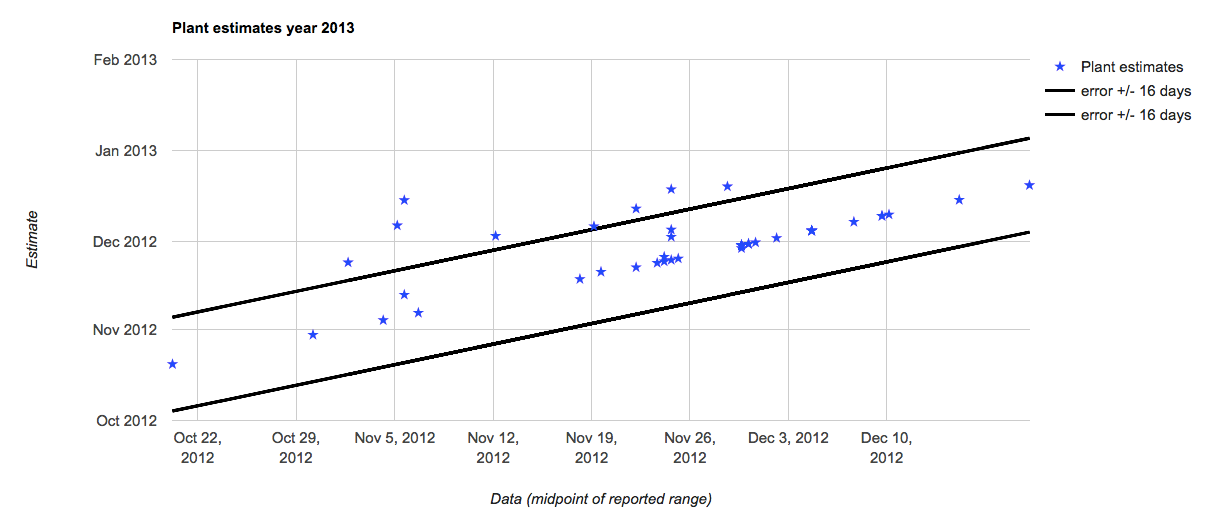 Plant estimates year 2013
Feb 2013
Jan 2013
Dec 2012
Nov 2012
Oct 2012
Estimate
Oct 22,
2012
Oct 29,
2012
Nov 5, 2012
Nov 12,
2012
Nov 19,
2012
Nov 26,
2012
Dec 3, 2012
Dec 10,
2012
Data (midpoint of reported range)
Plant estimates
error +/- 16 days
error +/- 16 days